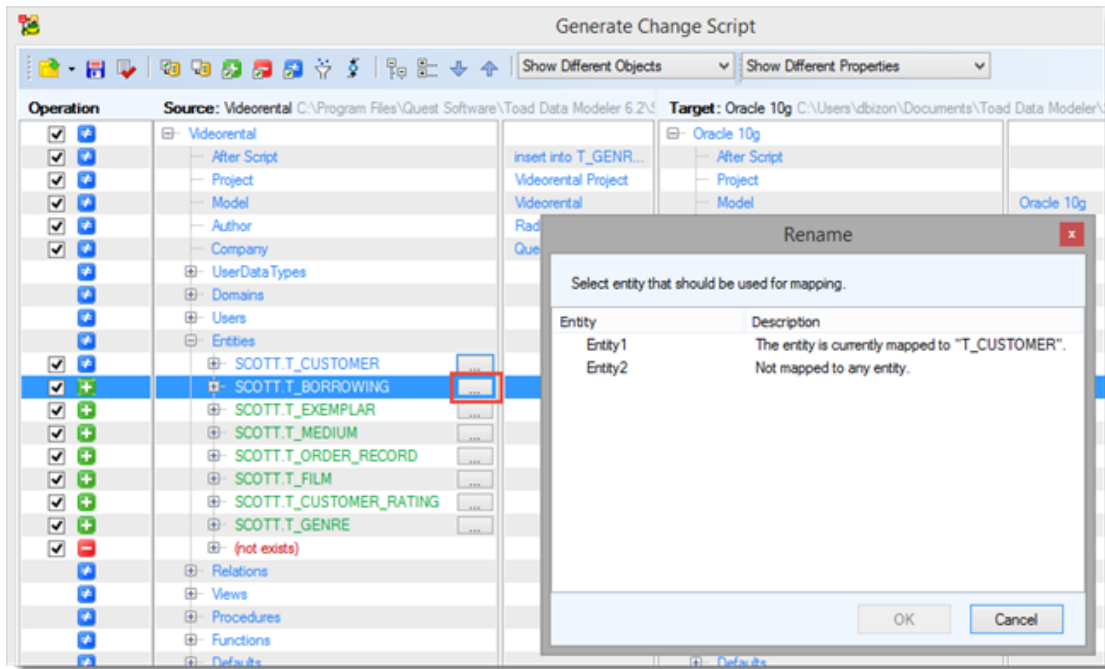 Generate Change Script
Show Different Objects Show Different Properties
Operation Source: Videorental C:\Program Files\Quest Software\Toad Data Modeler 6.2\ Target: Oracle 10g C:\Users\dbizon\Documents\Toad Data Modeler\
Videorental Oracle 10g
After Script insert into T_GENR... After Script
Project Videorental Project Project
Model Videorental Model Oracle 10g
Author Rad
Company Que
UserDataTypes
Domains
Users
Entities
SCOTT.T_CUSTOMER ...
SCOTT.T_BORROWING ...
SCOTT.T_EXEMPLAR ...
SCOTT.T_MEDIUM ...
SCOTT.T_ORDER_RECORD ...
SCOTT.T_FILM ...
SCOTT.T_CUSTOMER_RATING ...
SCOTT.T_GENRE ...
(not exists)
Relations
Views
Procedures
Functions
Defaults Defaults
Rename
x
Select entity that should be used for mapping.
Entity Description
Entity1 The entity is currently mapped to "T_CUSTOMER".
Entity2 Not mapped to any entity.
OK Cancel